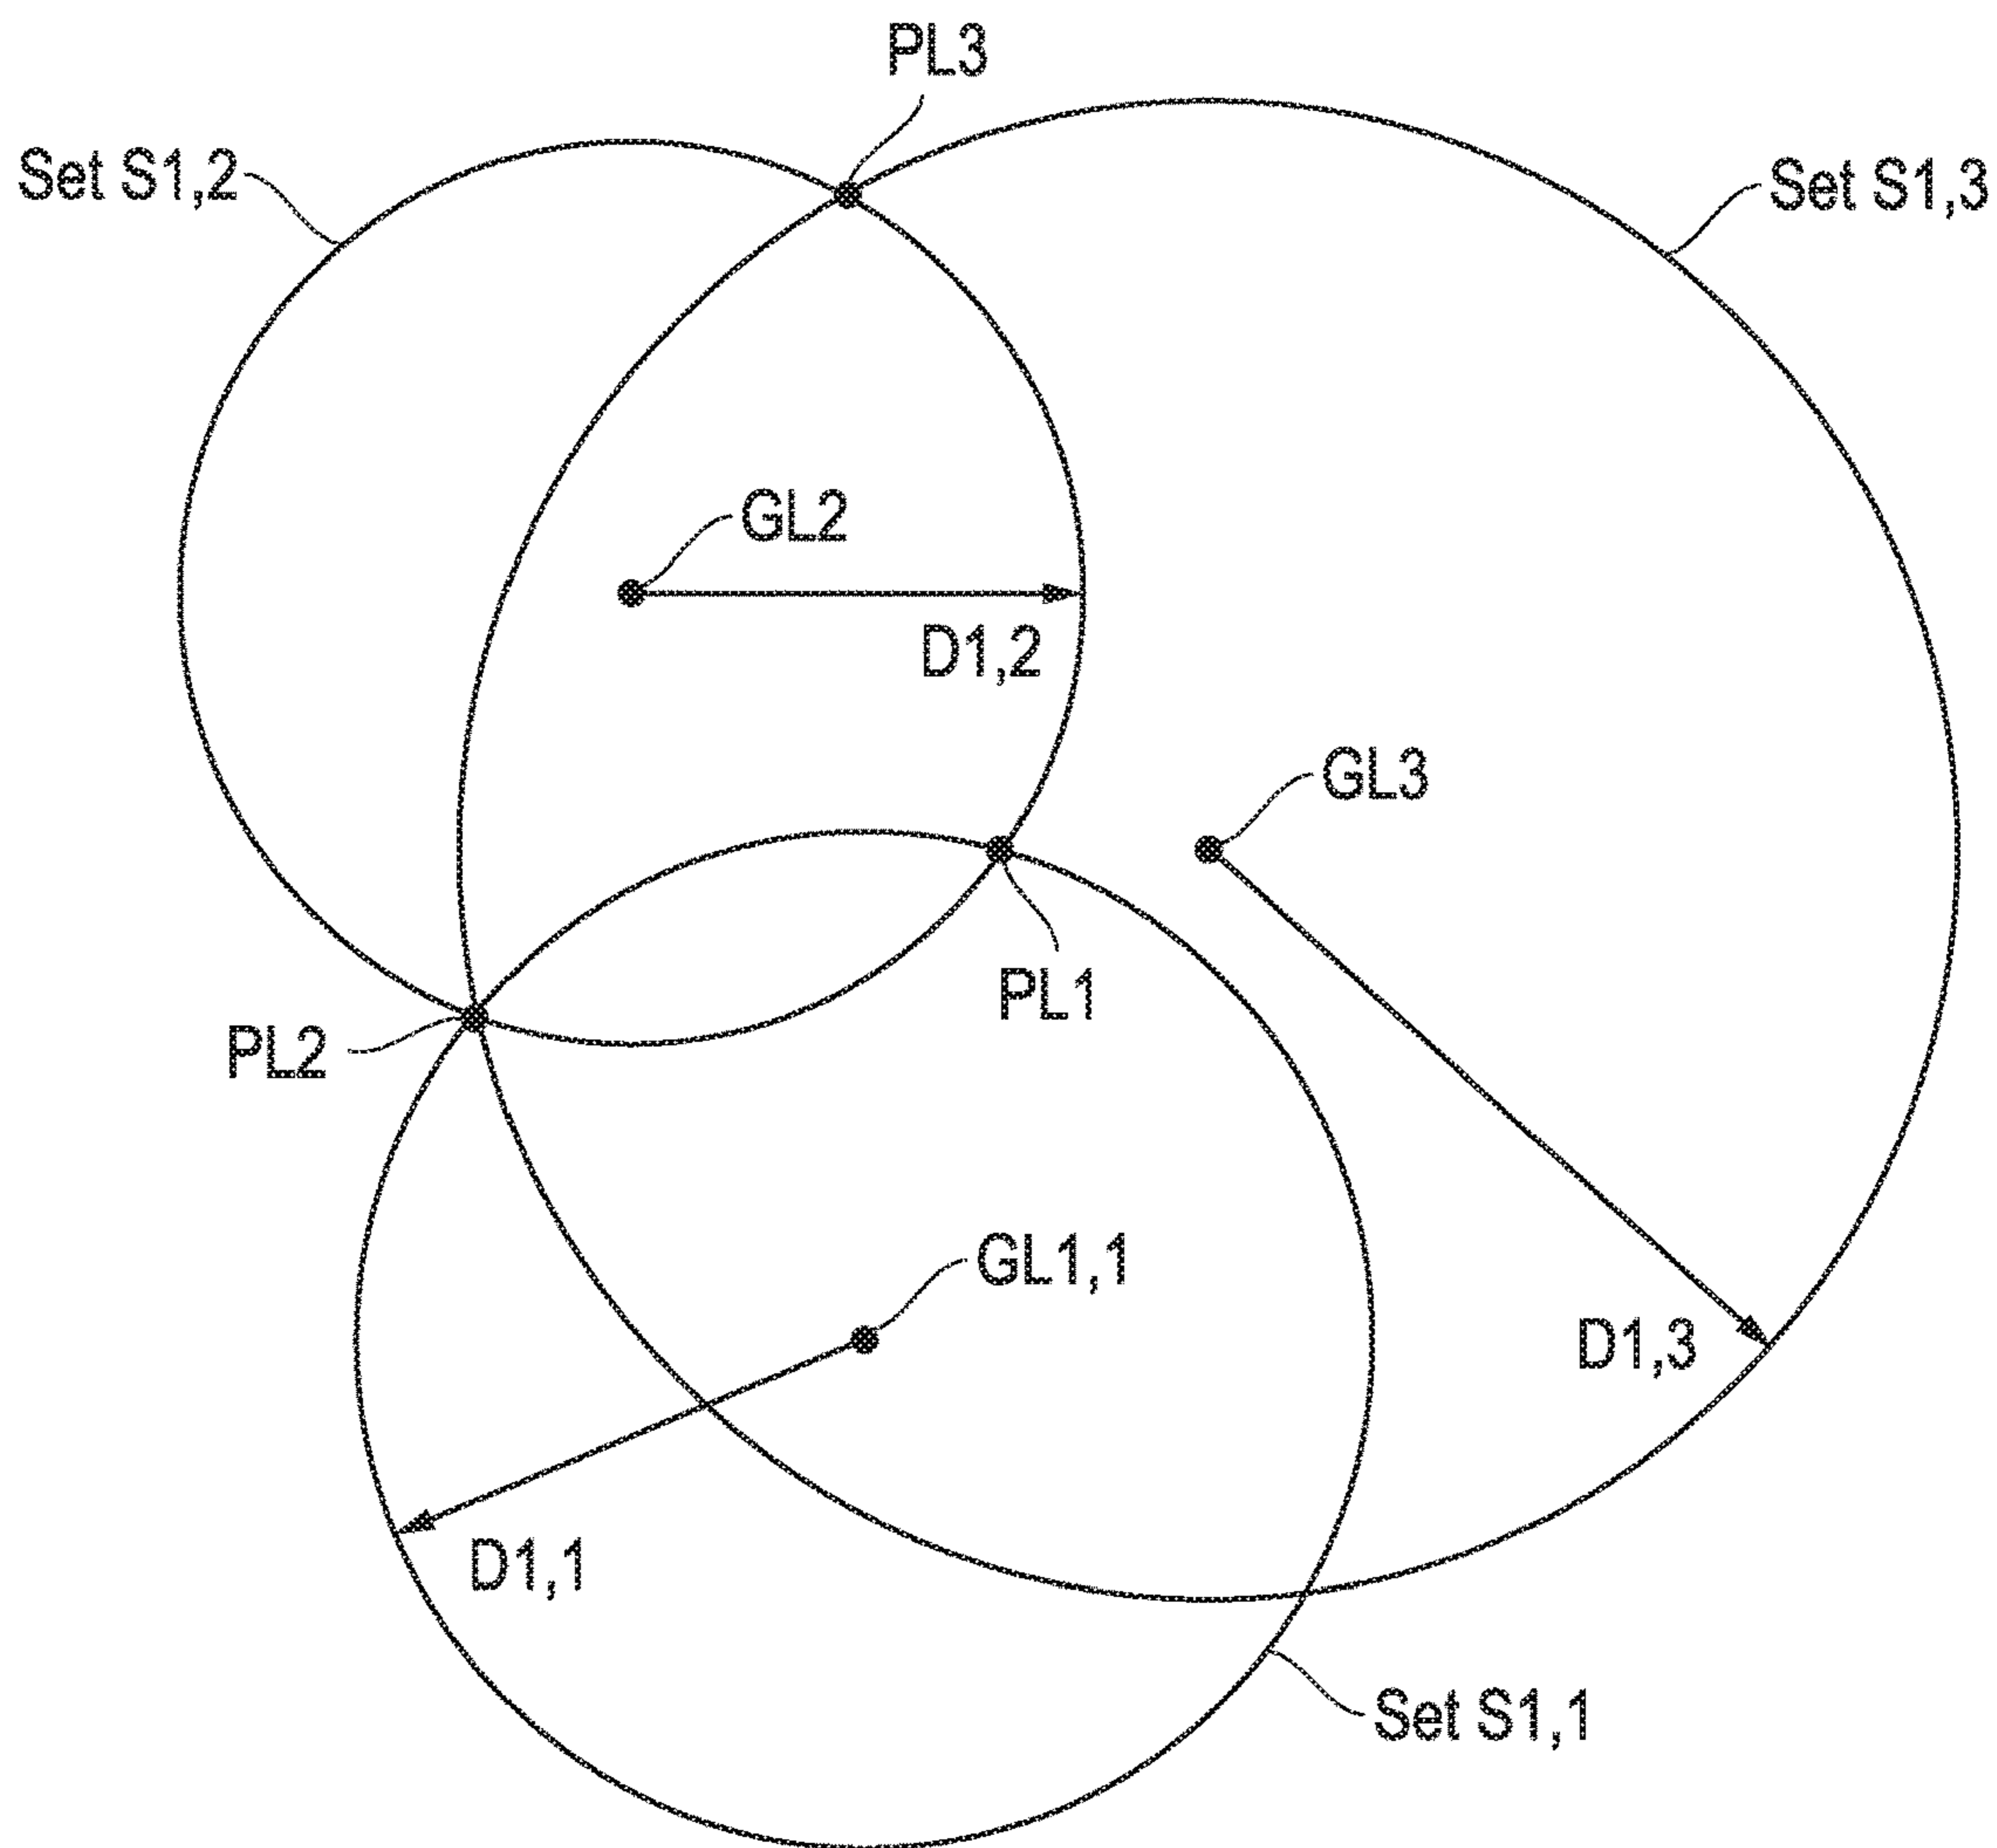 PL3
Set S1,2
Set S1,3
GL2
D1,2
GL3
PL1
PL2
GL1,1
D1,3
D1,1
Set S1,1